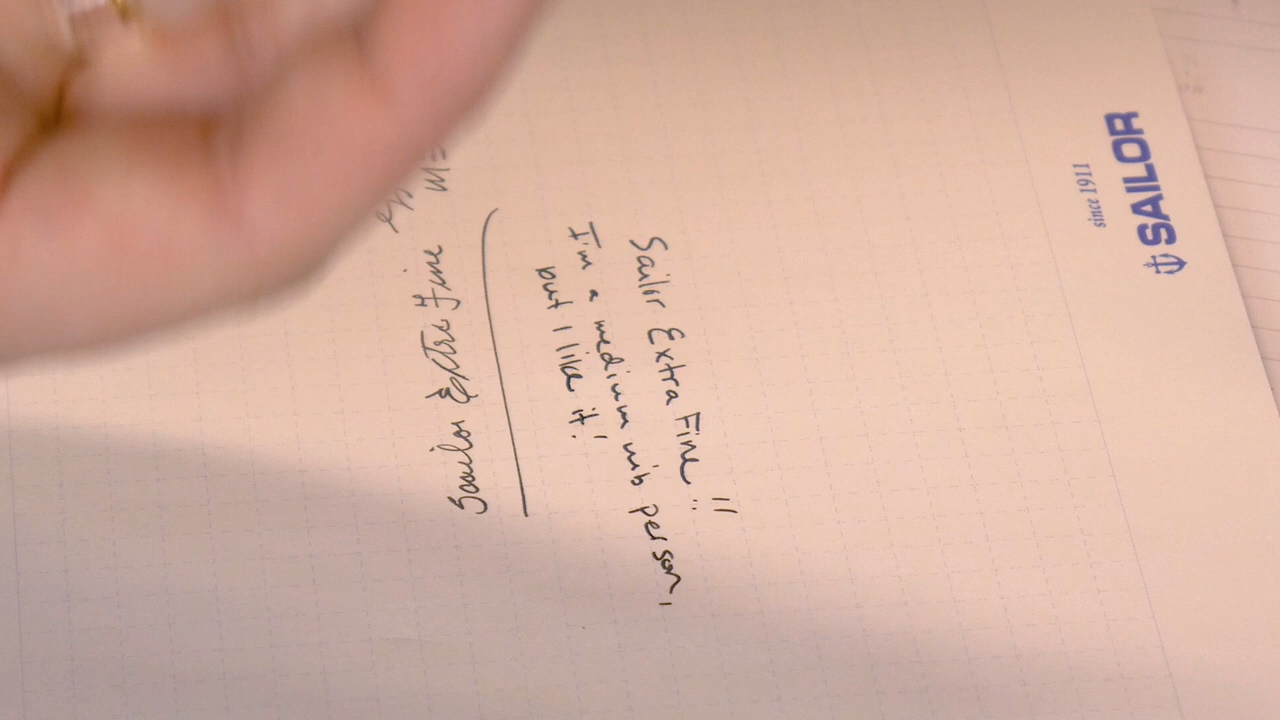 Sailor Extra Fine!!
I'm a medium nib person,
but I like it!
Sailor Extra Fine
SAILOR
since 1911